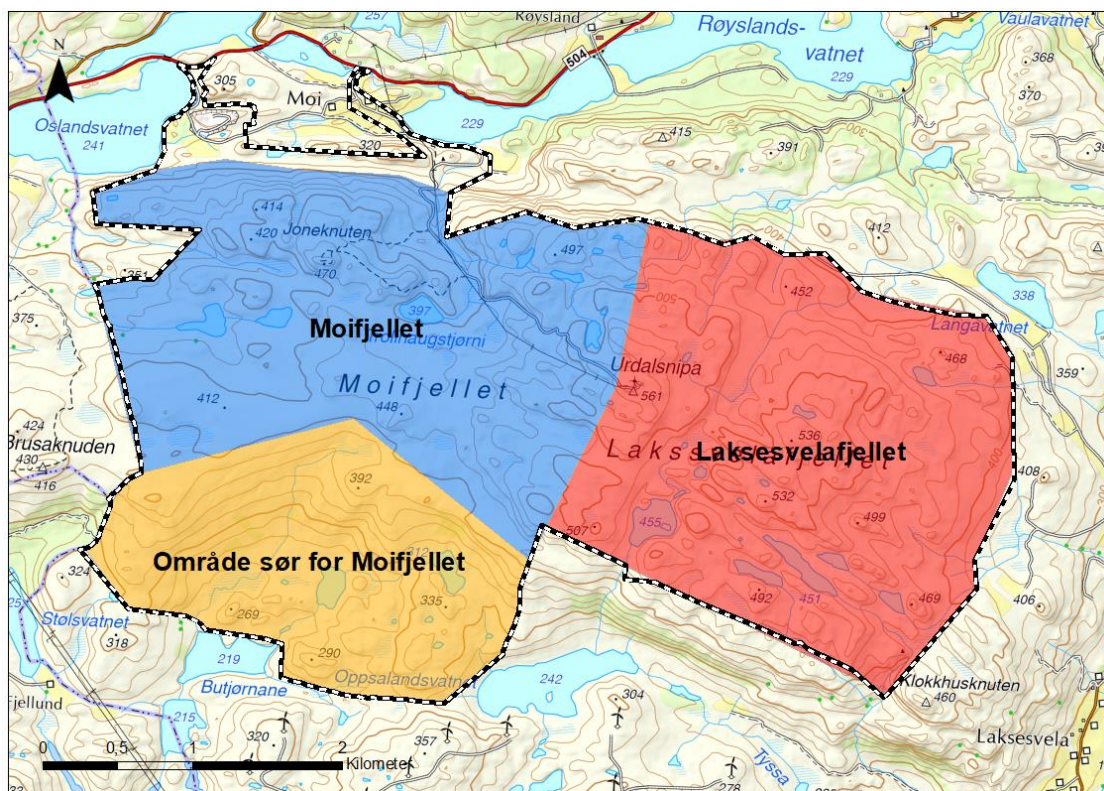 257
Røysland
Røyslands-
vatnet
229
Vaulavatnet
N
504
368
305
Moi
370
Oslandsvatnet
241
229
415
320
391
414
420
Joneknuten
412
497
351
470
452
338
397
375
Langavatnet
Moifjellet
468
Urdalsnipa
561
359
Moifjellet
412
448
424
Brusaknuden
430
416
536
Laksesvelafjellet
408
392
532
499
507
455
312
Område sør for Moifjellet
324
335
492
451
469
406
269
Stølsvatnet
318
290
219
Oppsalandsvatnet
242
Klokkhusknuten
460
Fjellund
Butjørnane
304
215
Laksesvela
320
357
0
0,5
1
2
Kilometer
Tyssa
278